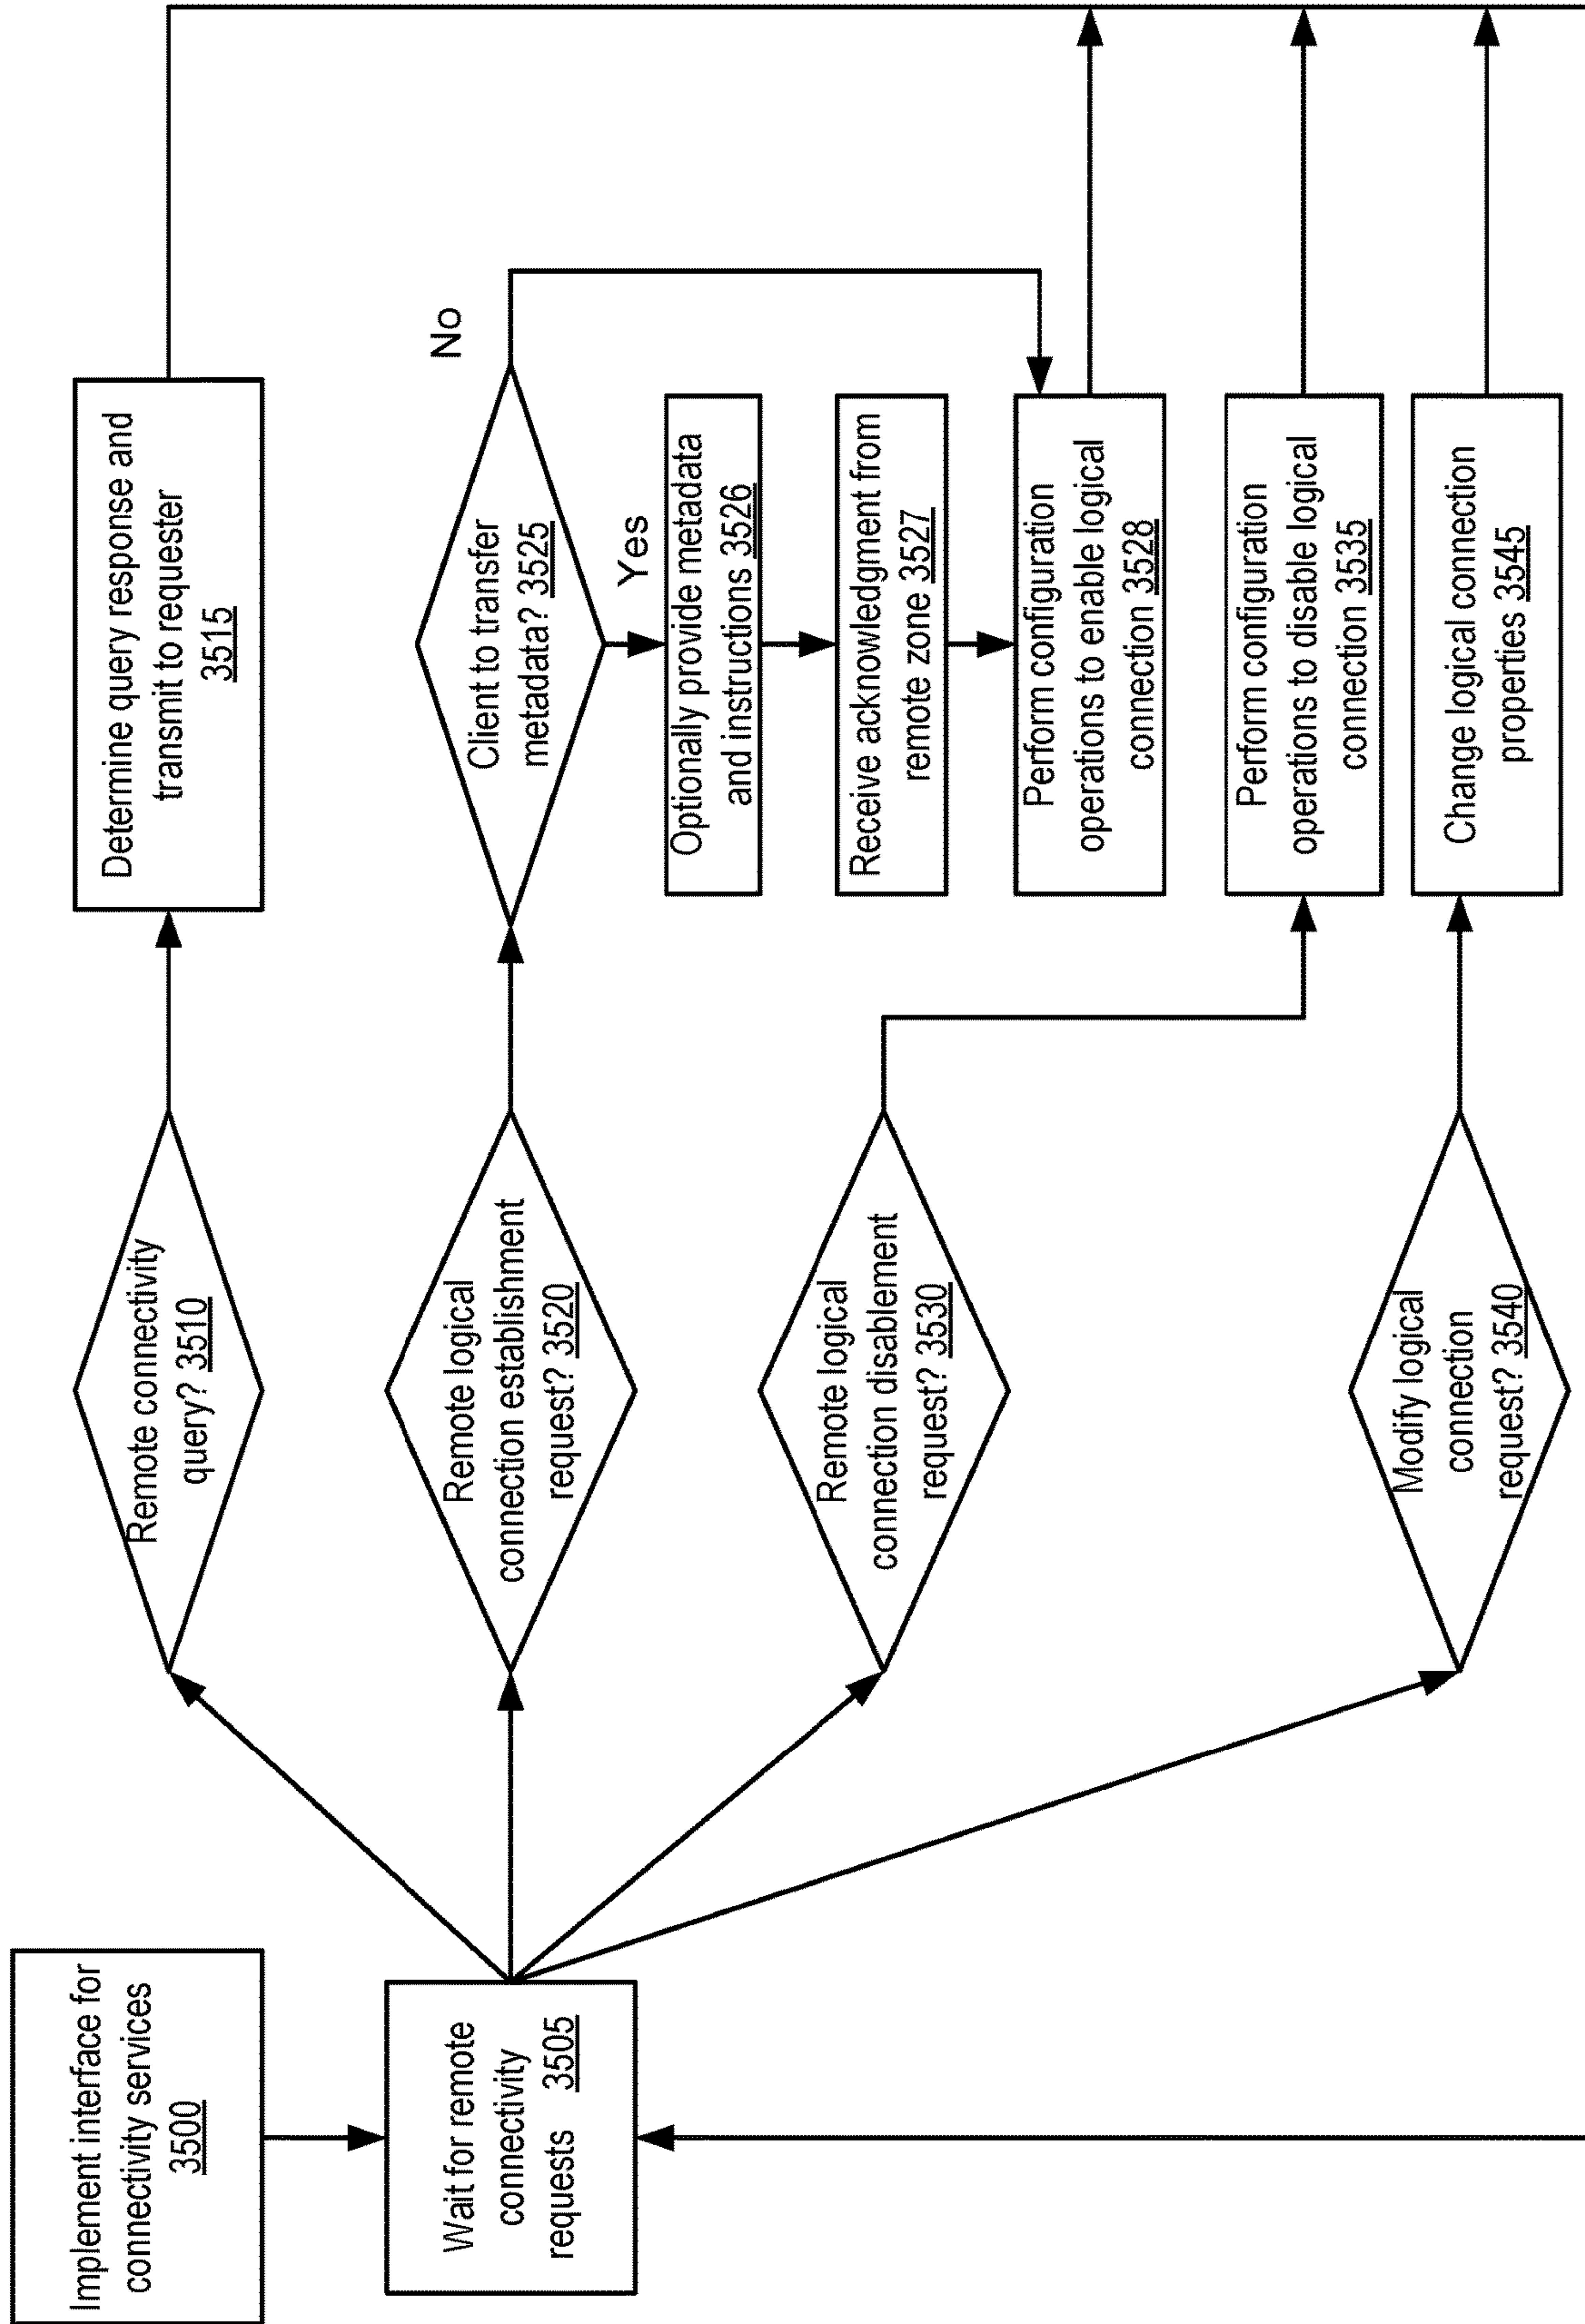 Implement interface for
connectivity services
3500
Wait for remote
connectivity
requests 3505
Remote connectivity
query? 3510
Determine query response and
transmit to requester
3515
Remote logical
connection establishment
request? 3520
Client to transfer
metadata? 3525
No
Yes
Optionally provide metadata
and instructions 3526
Receive acknowledgment from
remote zone 3527
Perform configuration
operations to enable logical
connection 3528
Remote logical
connection disablement
request? 3530
Perform configuration
operations to disable logical
connection 3535
Modify logical
connection
request? 3540
Change logical connection
properties 3545